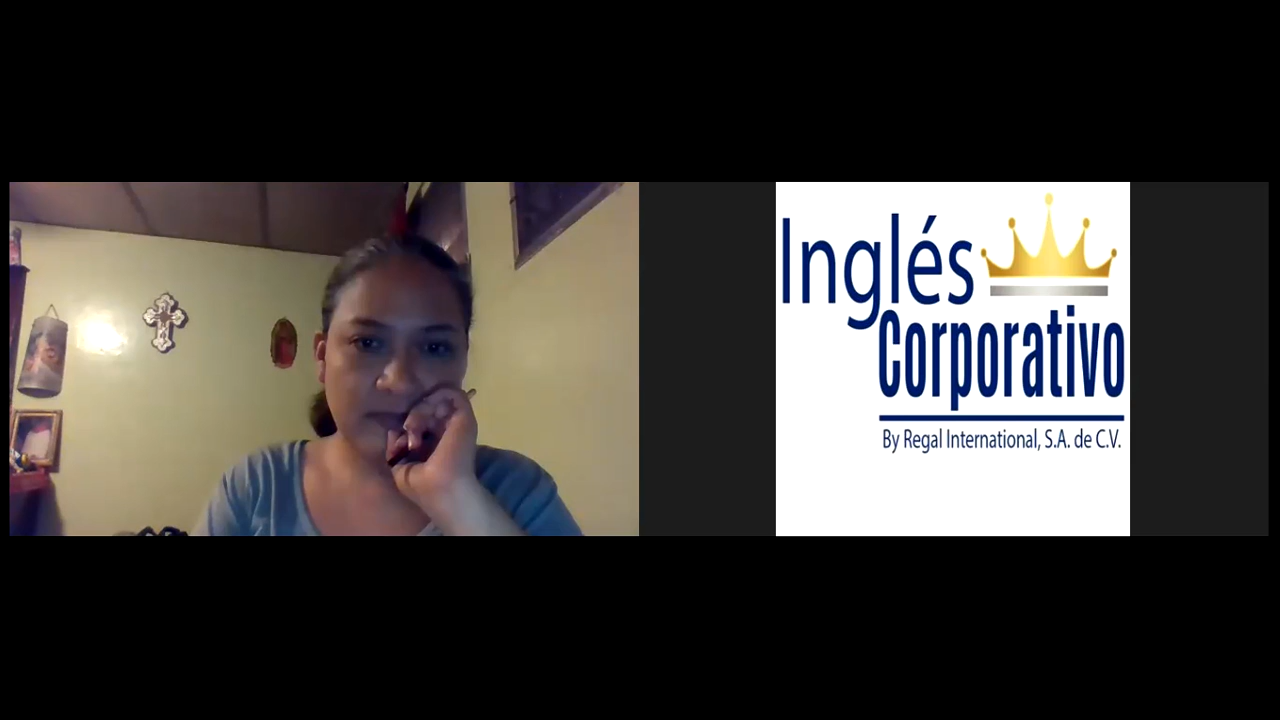 Inglés
Corporativo
By Regal International, S.A. de C.V.